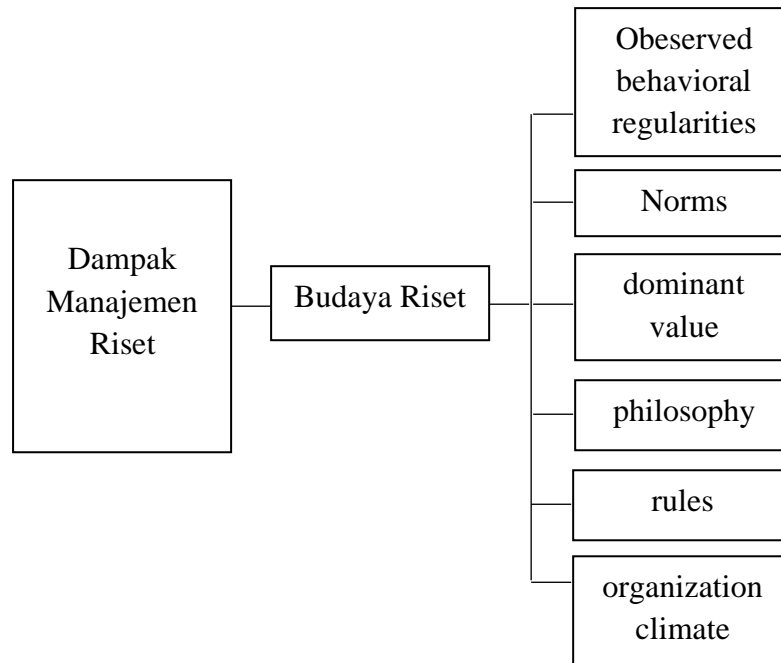 Dampak
Manajemen
Riset
Budaya Riset
Obeserved
behavioral
regularities
Norms
dominant
value
philosophy
rules
organization
climate